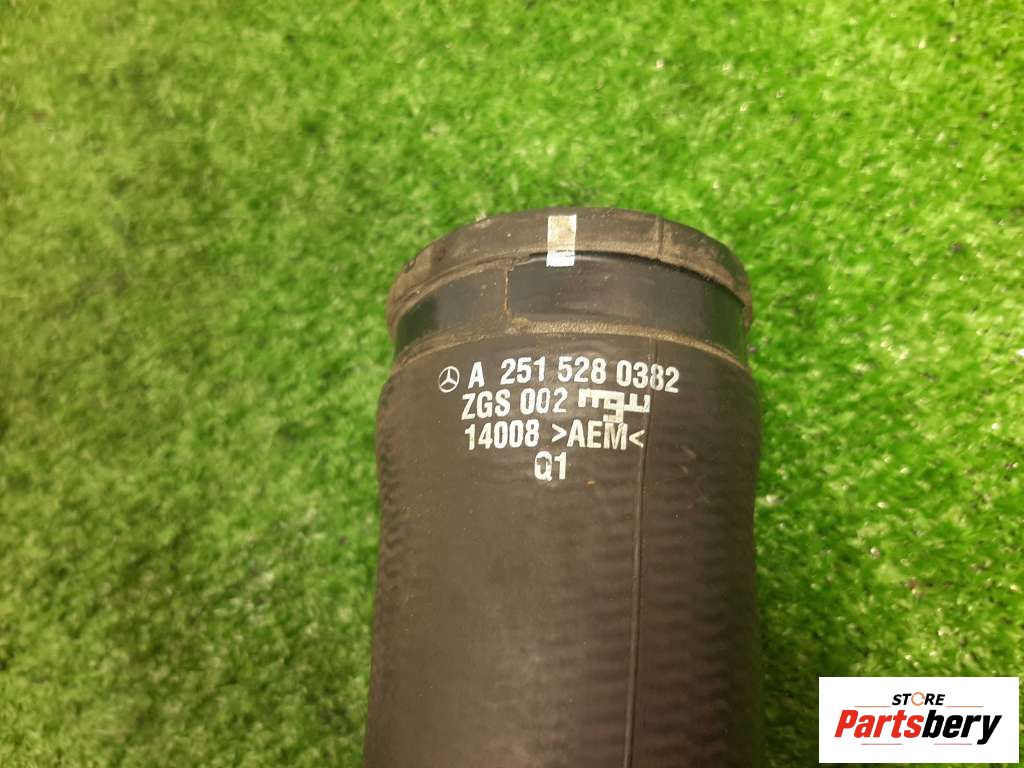 A 251 528 0382
ZGS 002
14008 >AEM<
Q1
STORE
Partsbery